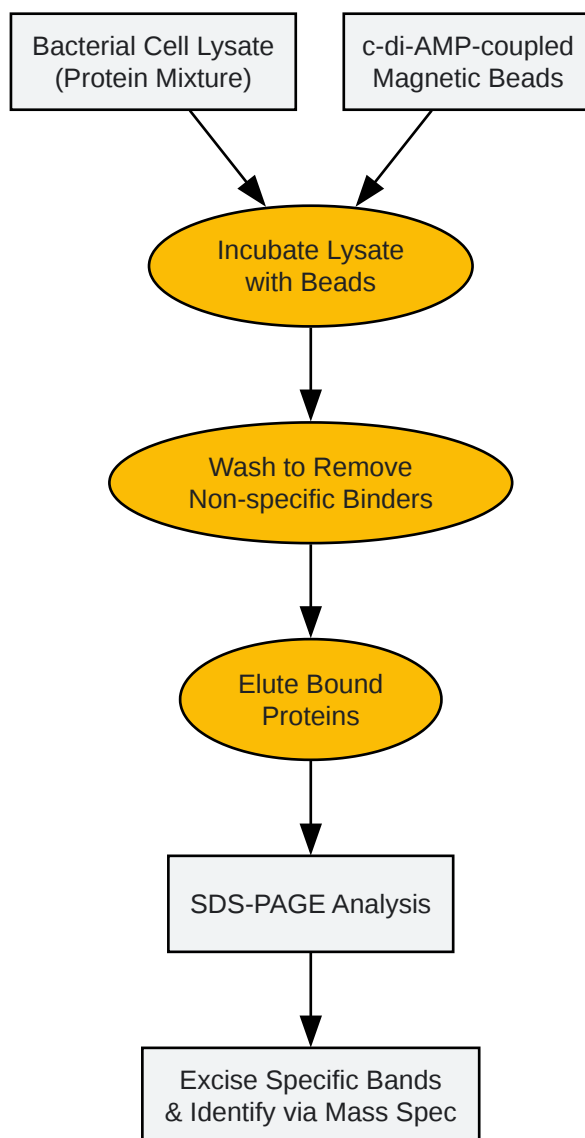 Bacterial Cell Lysate
(Protein Mixture)
c-di-AMP-coupled
Magnetic Beads
Incubate Lysate
with Beads
Wash to Remove
Non-specific Binders
Elute Bound
Proteins
SDS-PAGE Analysis
Excise Specific Bands
& Identify via Mass Spec